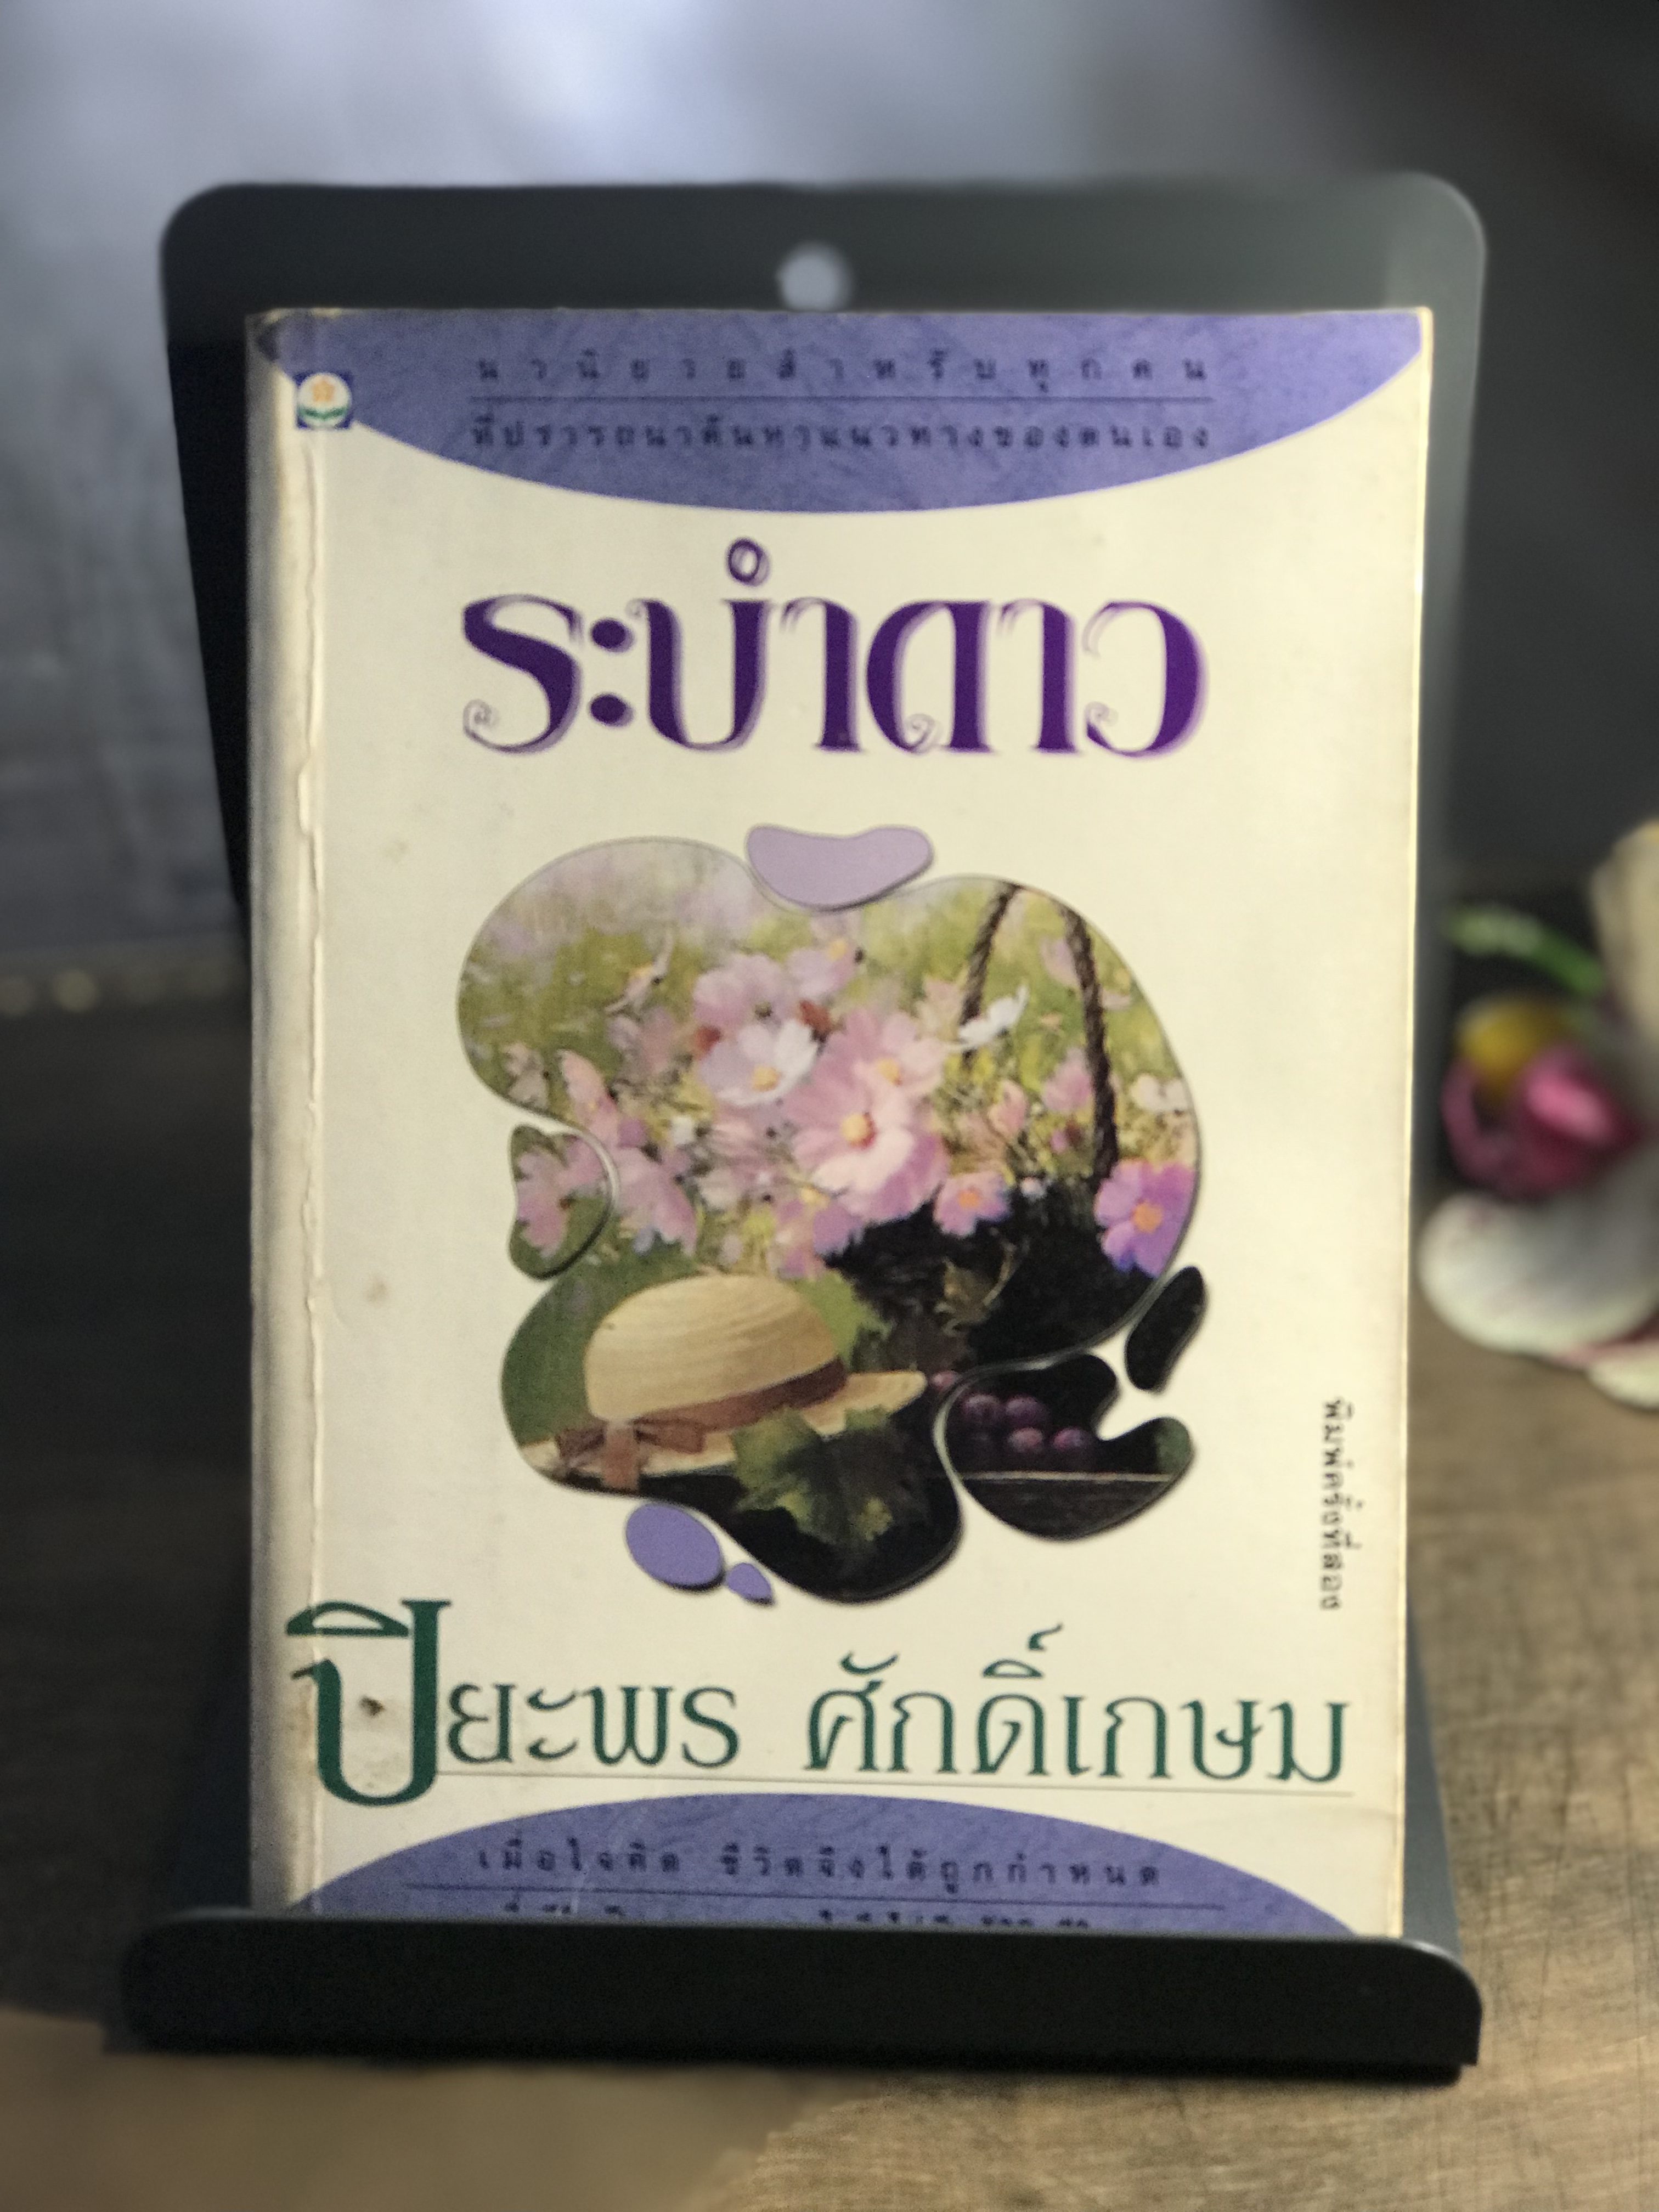 นวนิยายสำหรับทุกคน
ที่ปรารถนาค้นหาแนวทางของตนเอง
ระบำดาว
พิมพ์ครั้งที่สอง
ปิยะพร ศักดิ์เกษม
เมื่อใจคิด ชีวิตจึงได้ถูกกำหนด